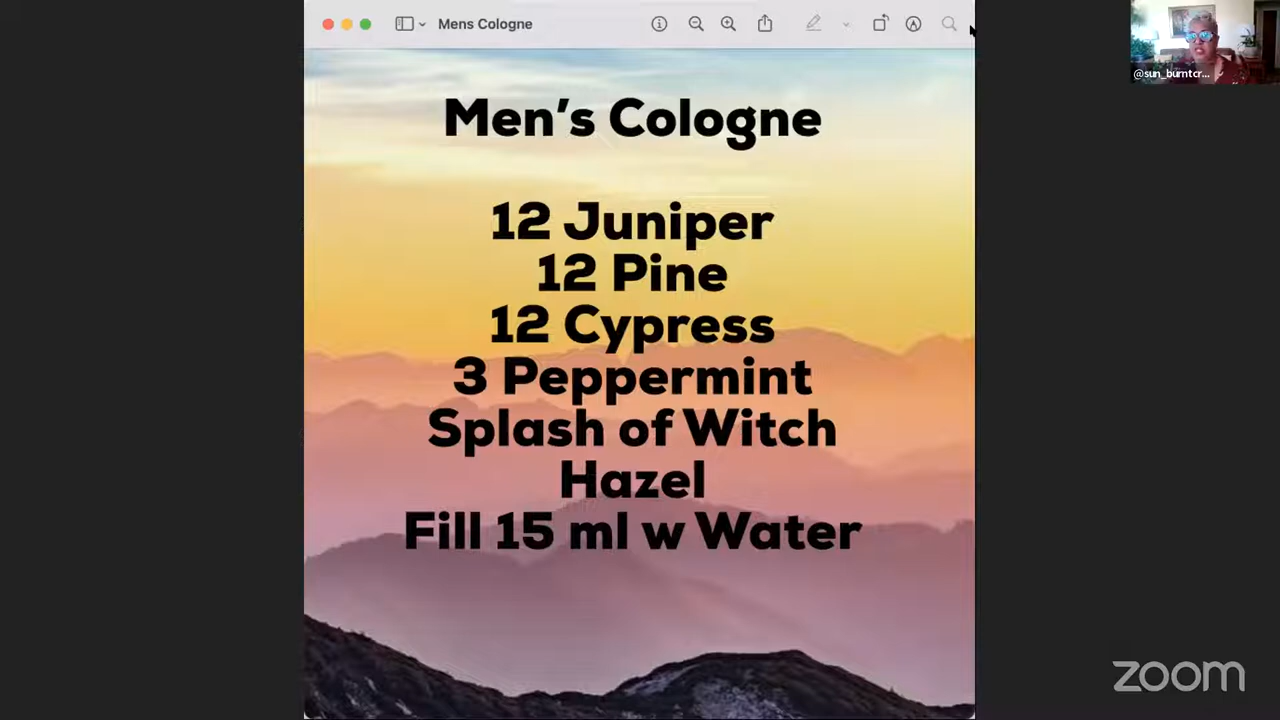 Mens Cologne
@sun_burntcr...
Men's Cologne
12 Juniper
12 Pine
12 Cypress
3 Peppermint
Splash of Witch
Hazel
Fill 15 ml w Water
zoom